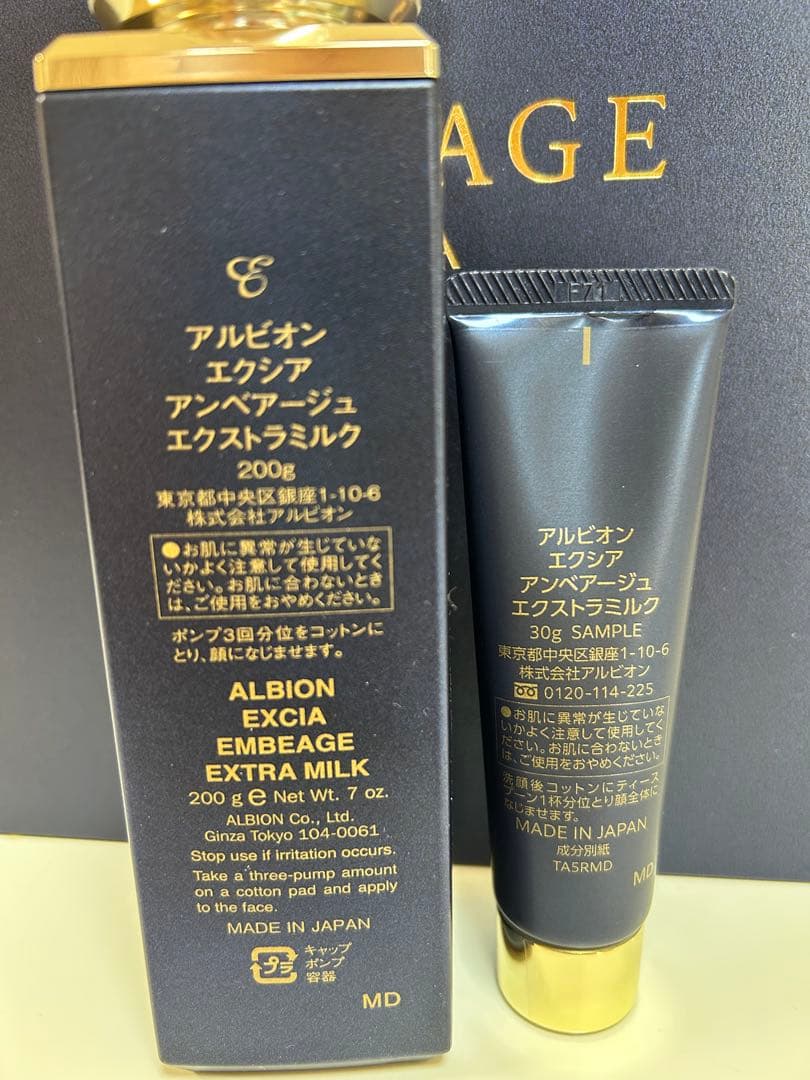 AGE
A
ℰ
アルビオン
エクシア
アンベアージュ
エクストラミルク
200g
東京都中央区銀座1-10-6
株式会社アルビオン
●お肌に異常が生じていな
いかよく注意して使用してく
ださい。お肌に合わないとき
は、ご使用をおやめください。
ポンプ3回分位をコットンに
とり、顔になじませます。
ALBION
EXCIA
EMBEAGE
EXTRA MILK
200 g ℮ Net Wt. 7 oz.
ALBION Co., Ltd.
Ginza Tokyo 104-0061
Stop use if irritation occurs.
Take a three-pump amount
on a cotton pad and apply
to the face.
MADE IN JAPAN
プラ
キャップ
ポンプ
容器
MD
アルビオン
エクシア
アンベアージュ
エクストラミルク
30g SAMPLE
東京都中央区銀座1-10-6
株式会社アルビオン
0120-114-225
●お肌に異常が生じていな
いかよく注意して使用してく
ださい。お肌に合わないとき
は、ご使用をおやめください。
洗顔後コットンにティース
プーン1杯分位とり顔全体に
なじませます。
MADE IN JAPAN
成分別紙
TA5RMD
MD